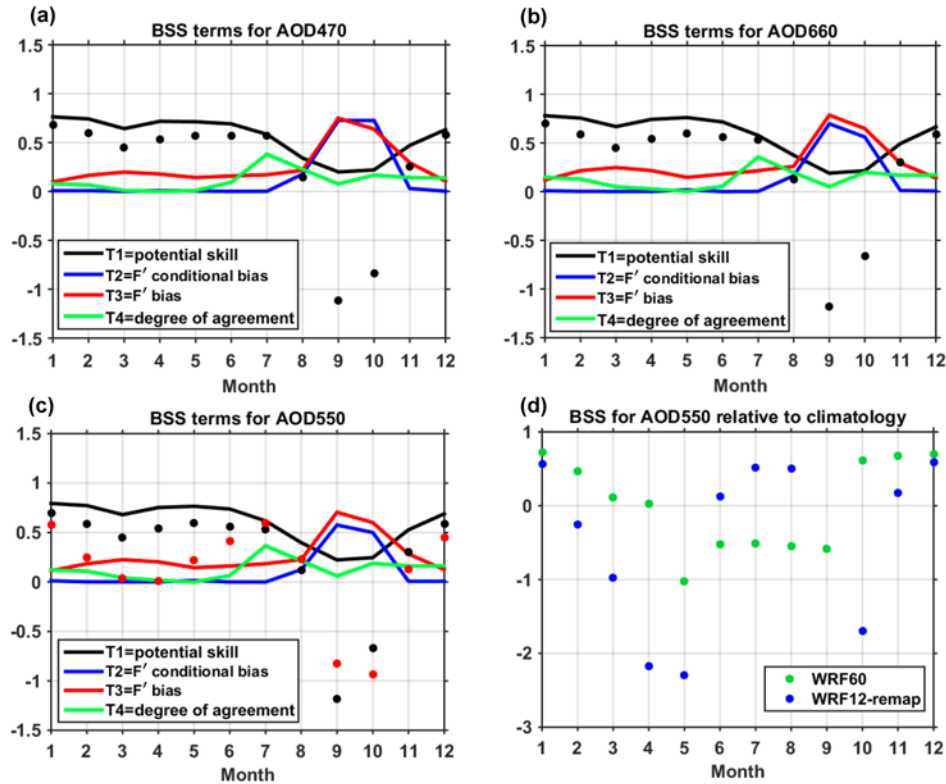 (a)
BSS terms for AOD470
1.5
1
0.5
0
-0.5
-1
1.5
T1=potential skill
T2=F′ conditional bias
T3=F′ bias
T4=degree of agreement
1 2 3 4 5 6 7 8 9 10 11 12
Month
(b)
BSS terms for AOD660
1.5
1
0.5
0
-0.5
-1
1.5
T1=potential skill
T2=F′ conditional bias
T3=F′ bias
T4=degree of agreement
1 2 3 4 5 6 7 8 9 10 11 12
Month
(c)
BSS terms for AOD550
1.5
1
0.5
0
-0.5
-1
-1.5
T1=potential skill
T2=F′ conditional bias
T3=F′ bias
T4=degree of agreement
1 2 3 4 5 6 7 8 9 10 11 12
Month
(d)
BSS for AOD550 relative to climatology
1
0
-1
-2
-3
WRF60
WRF12-remap
1 2 3 4 5 6 7 8 9 10 11 12
Month